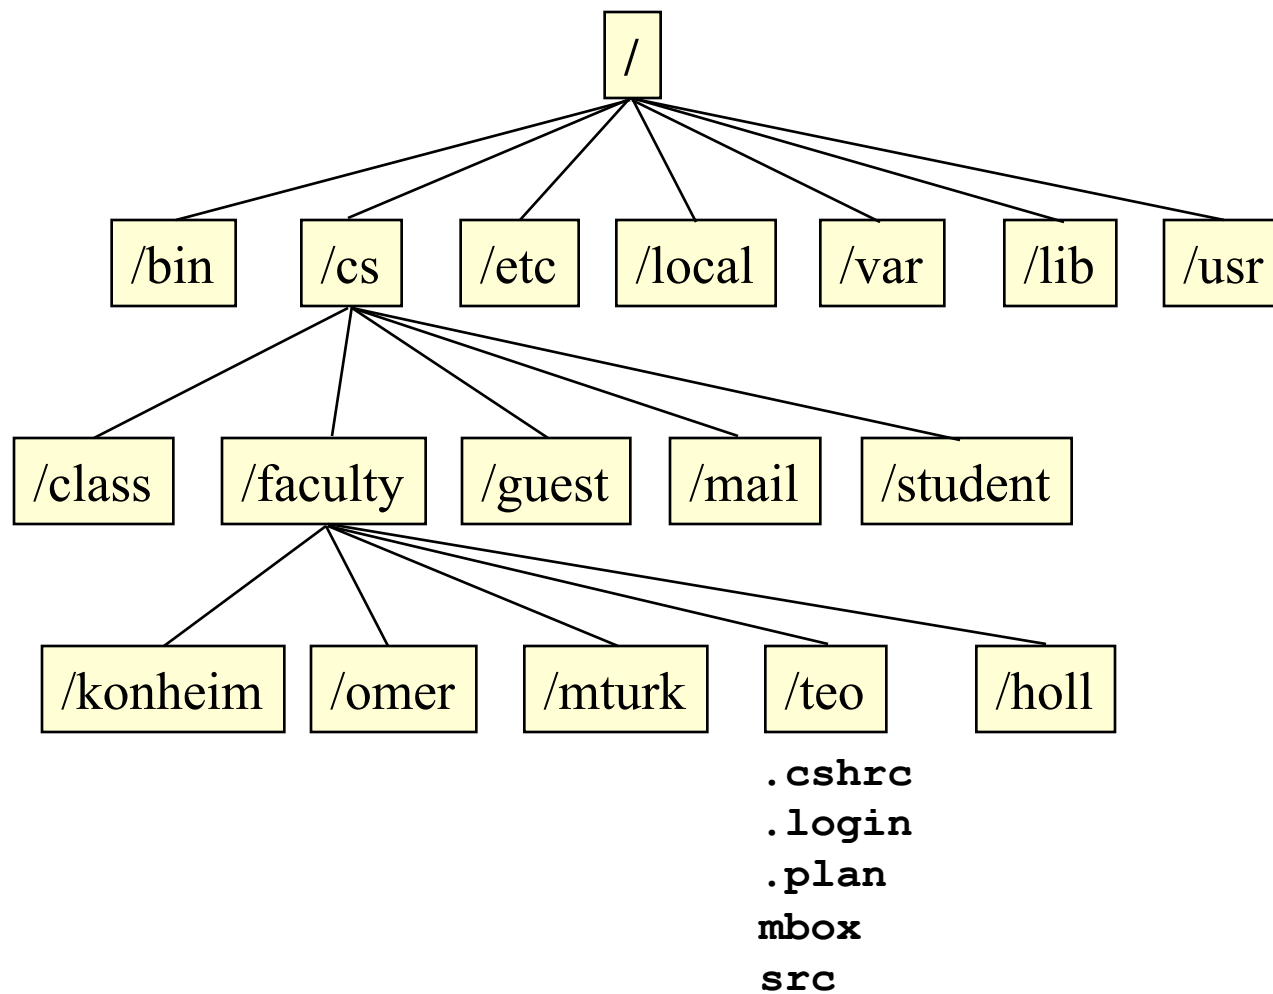 /
/bin /cs /etc /local /var /lib /usr
/class /faculty /guest /mail /student
/konheim /omer /mturk /teo /holl
.cshrc
.login
.plan
mbox
src